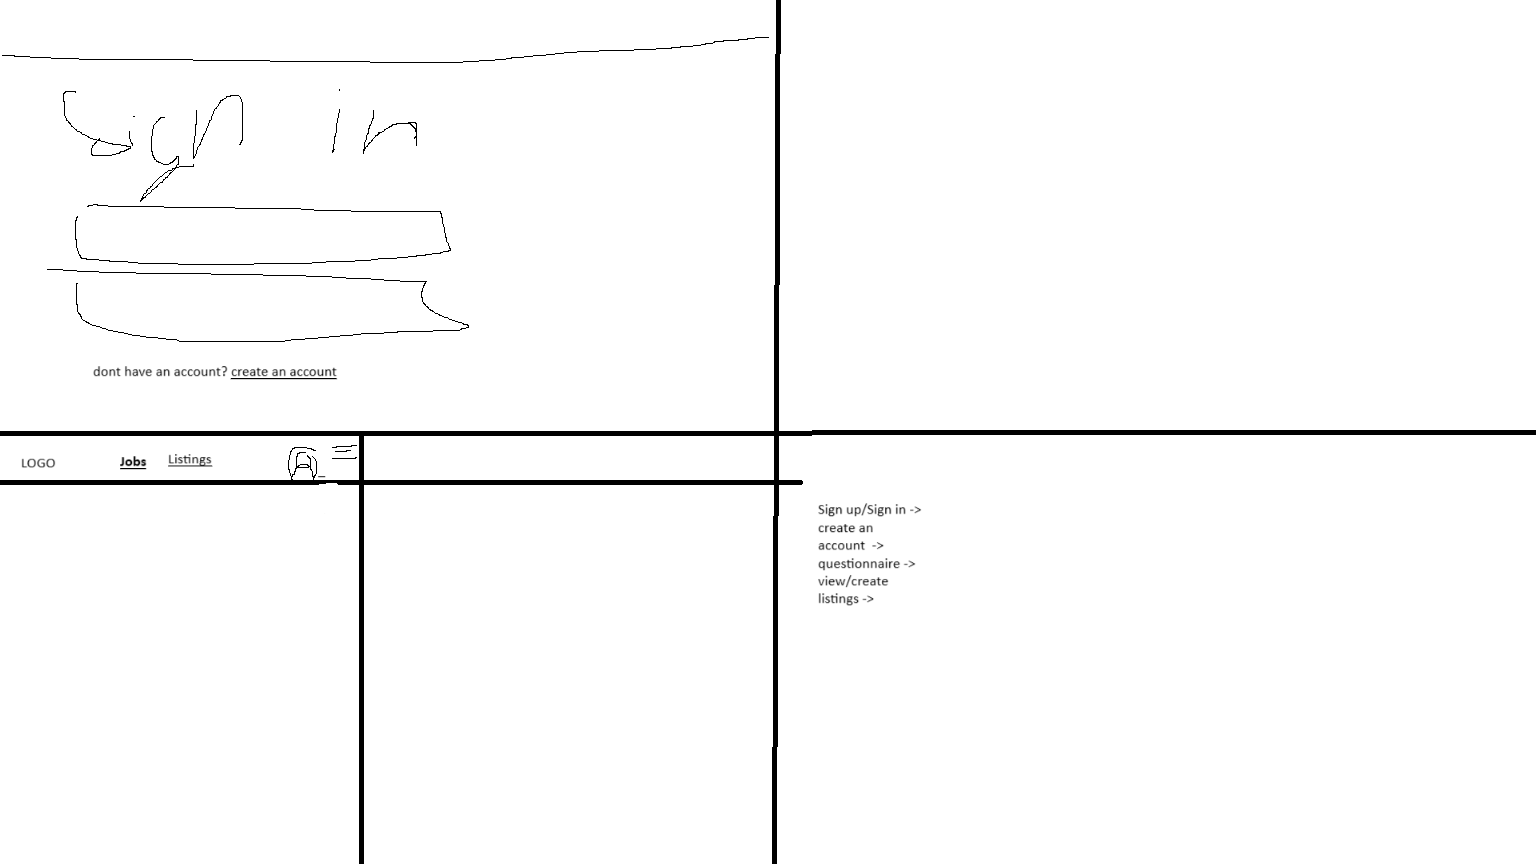 Sign in
dont have an account? create an account
LOGO Jobs Listings
Sign up/Sign in ->
create an
account ->
questionnaire ->
view/create
listings ->